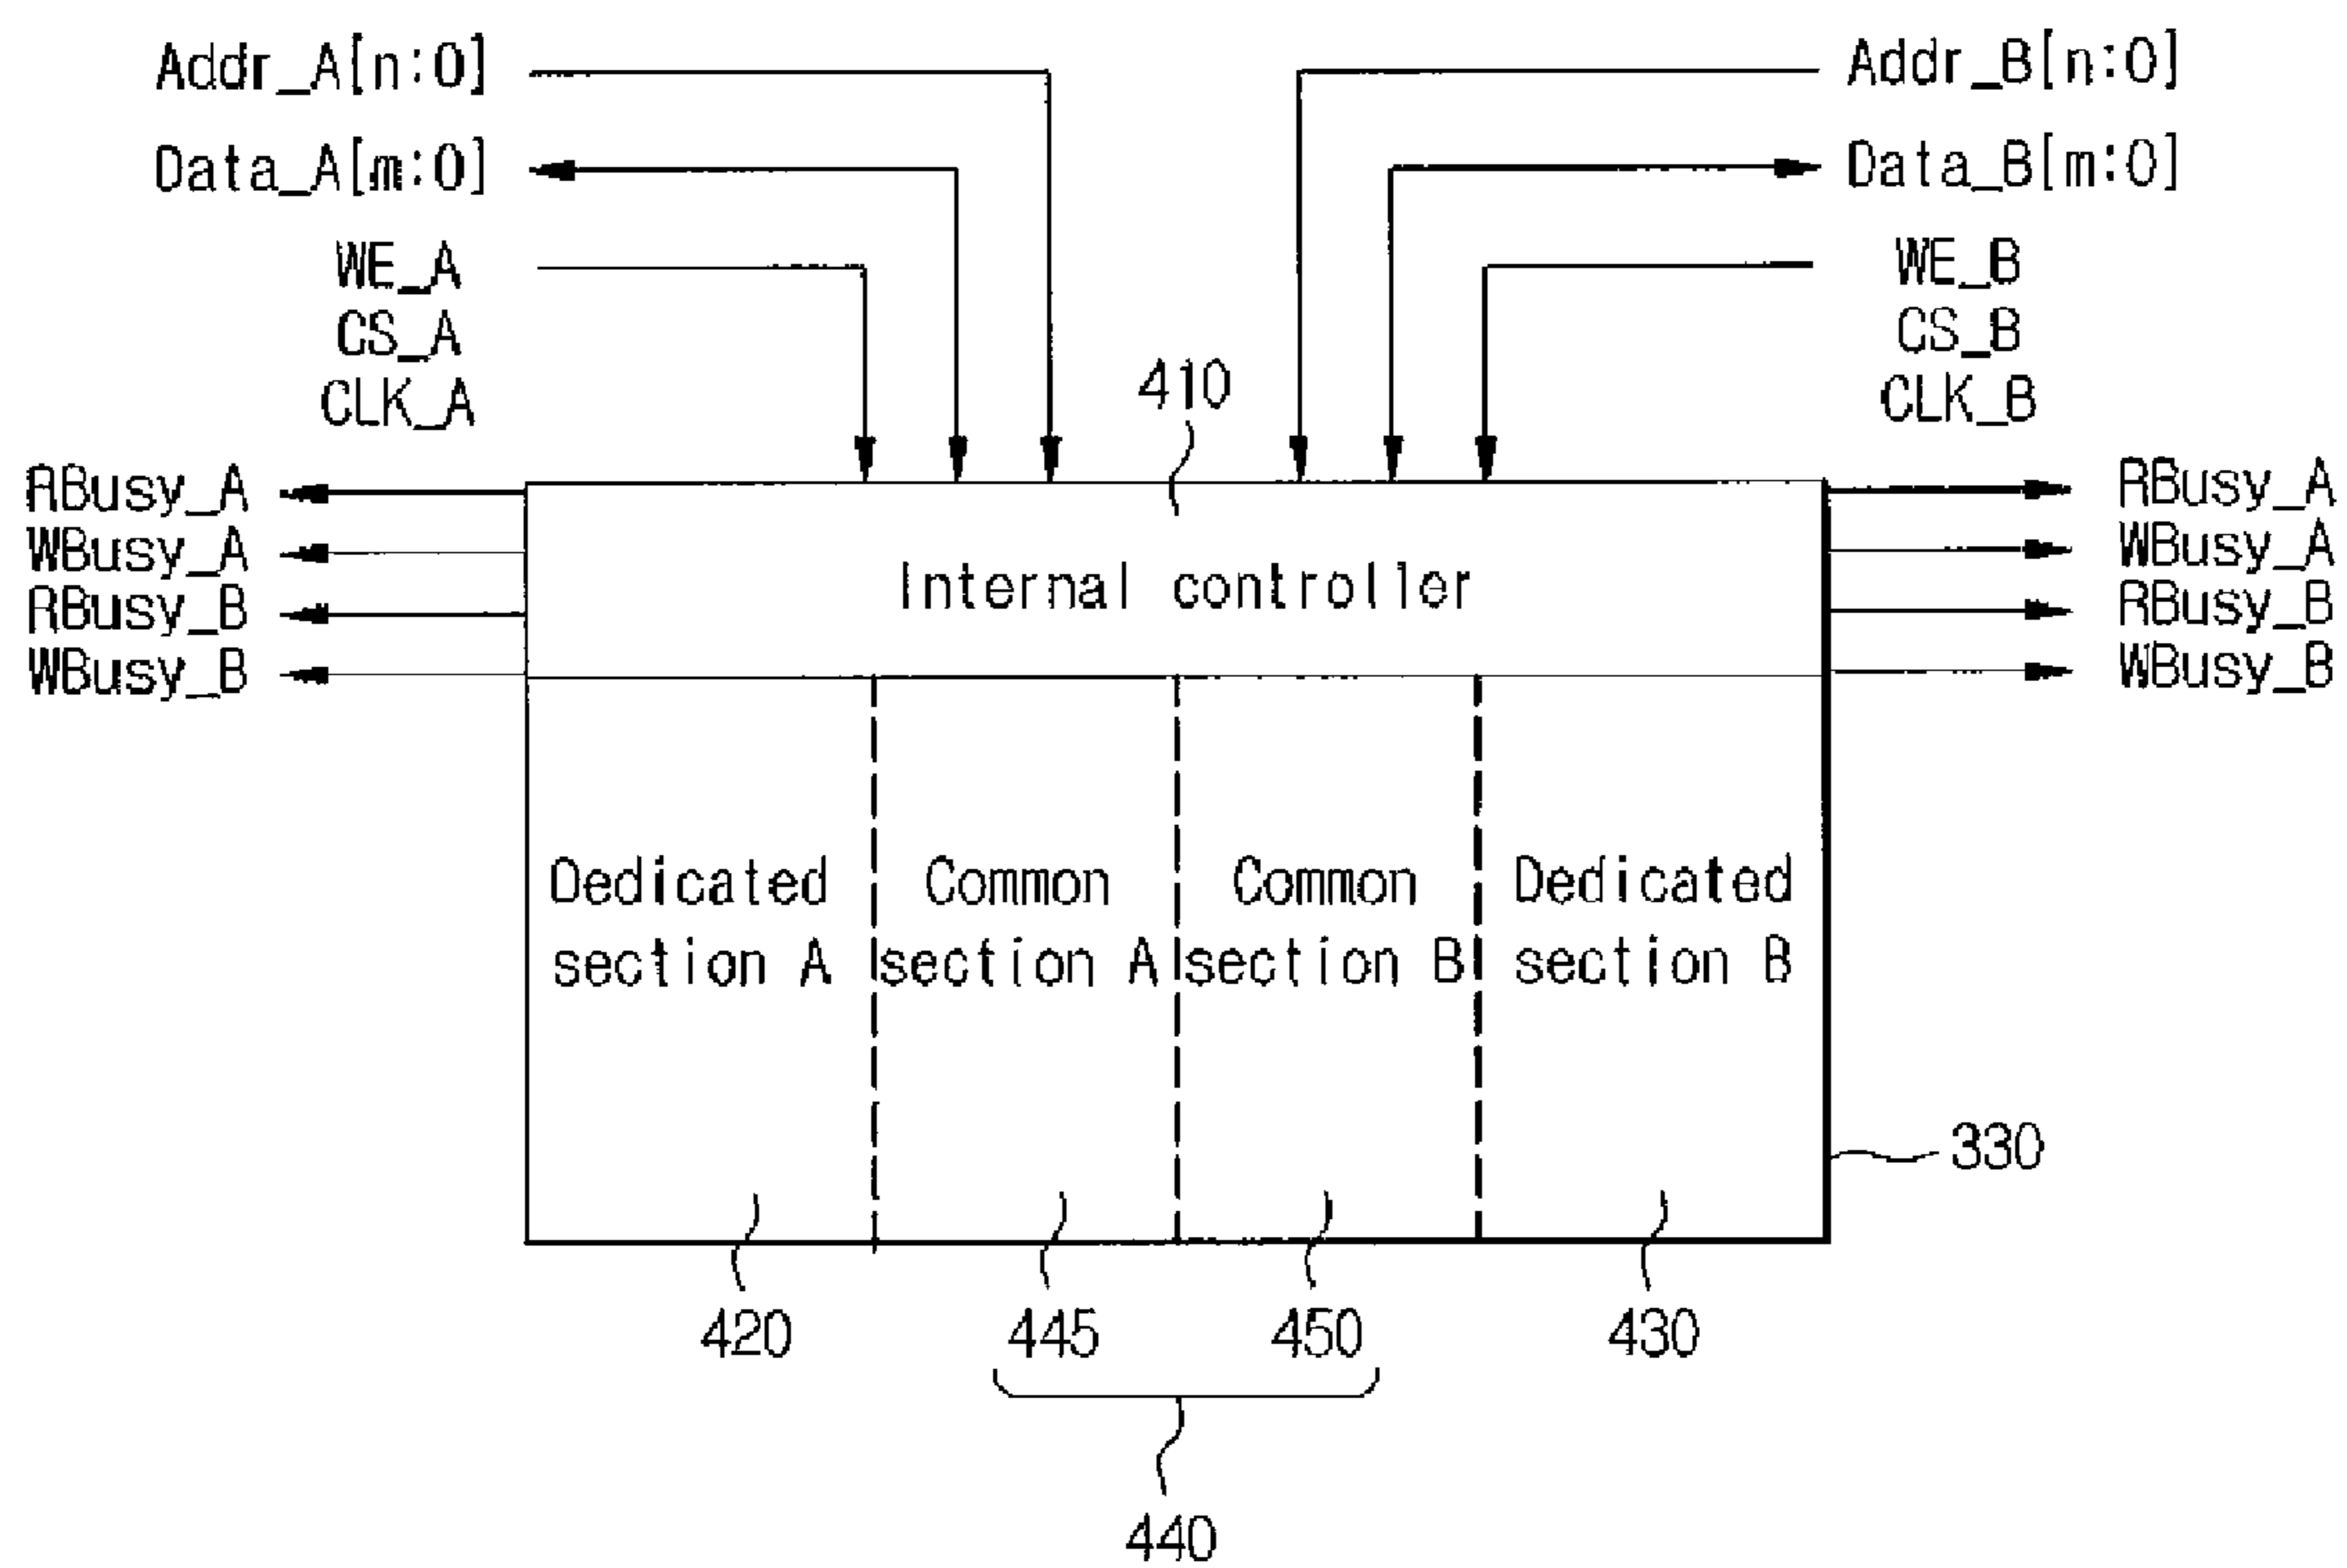 Addr_A[n:0]
Addr_B[n:0]
Data_A[m:0]
Data_B[m:0]
WE_A
CS_A
CLK_A
WE_B
CS_B
CLK_B
410
RBusy_A
WBusy_A
RBusy_B
WBusy_B
Internal controller
RBusy_A
WBusy_A
RBusy_B
WBusy_B
Dedicated
section A
Common
section A
Common
section B
Dedicated
section B
330
420
445
450
430
440